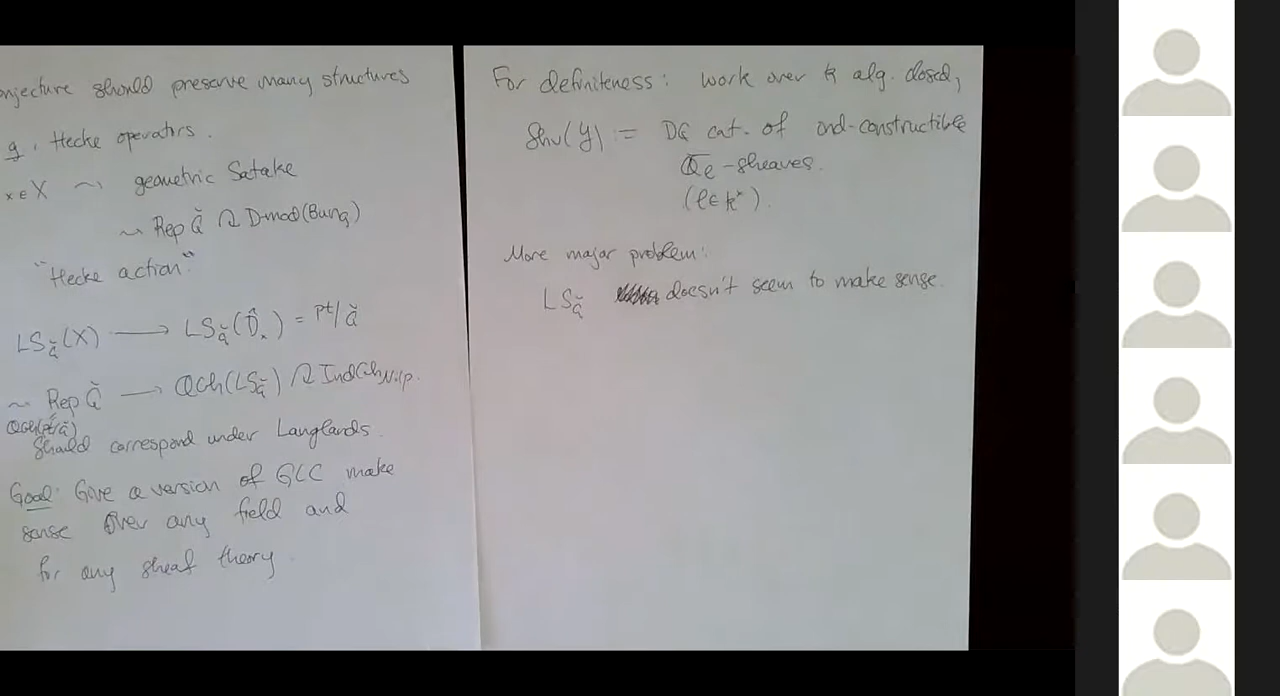 onjecture should preserve many structures
g. Hecke operators.
x ∈ X ⤳ geometric Satake
⤳ Rep Ǧ ↷ D-mod(Bun_G)
"Hecke action"
LS_Ǧ(X) ⟶ LS_Ǧ(D̂_x) = pt/Ǧ
⤳ Rep Ǧ ⟶ QCh(LS_Ǧ) ↷ IndCoh_Nilp.
QCoh(pt/Ǧ)
Should correspond under Langlands.
Goal: Give a version of GLC make
sense over any field and
for any sheaf theory.
For definiteness: work over k alg. closed,
Shv(Y) := DG cat. of ind-constructible
Q̄_ℓ-sheaves.
(ℓ ∈ k^×).
More major problem:
LS_Ǧ doesn't seem to make sense.